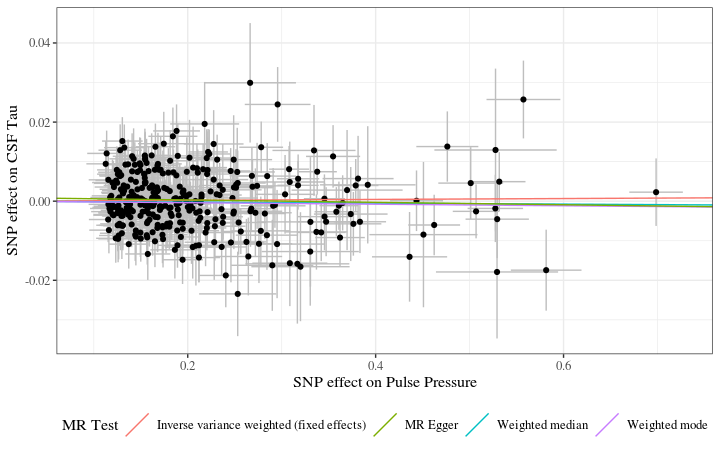 SNP effect on CSF Tau
0.04
0.02
0.00
-0.02
0.2 0.4 0.6
SNP effect on Pulse Pressure
MR Test Inverse variance weighted (fixed effects) MR Egger Weighted median Weighted mode